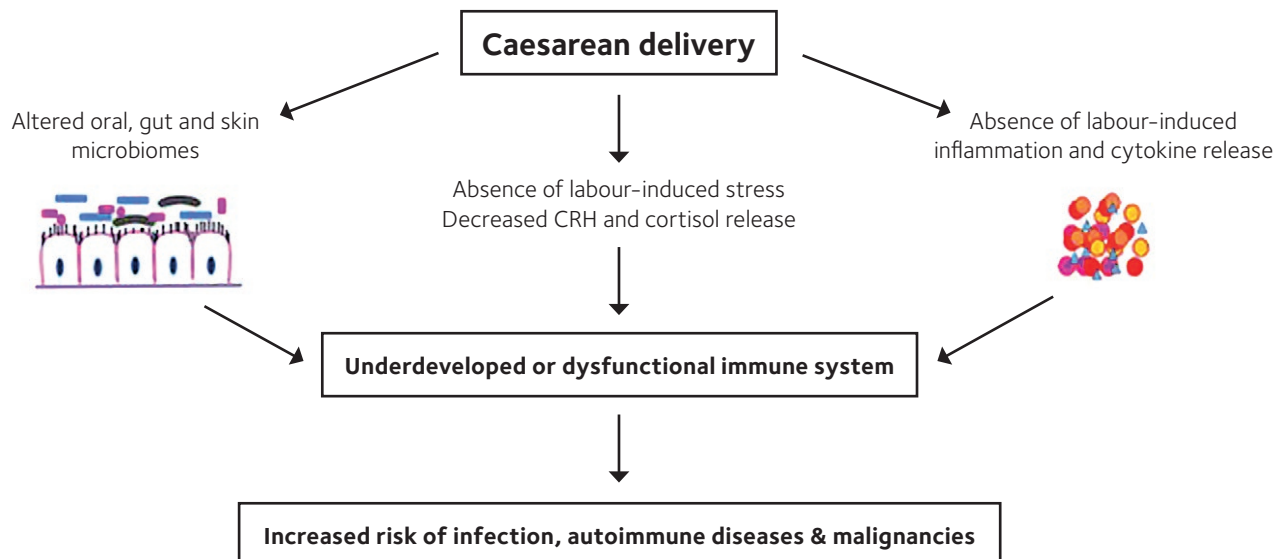 Caesarean delivery
Altered oral, gut and skin
microbiomes
Absence of labour-induced stress
Decreased CRH and cortisol release
Absence of labour-induced
inflammation and cytokine release
Underdeveloped or dysfunctional immune system
Increased risk of infection, autoimmune diseases & malignancies